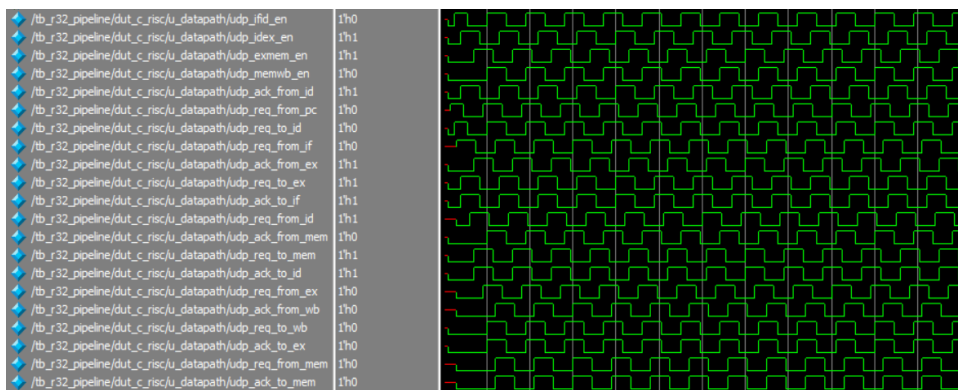 /tb_r32_pipeline/dut_c_risc/u_datapath/udp_ifid_en 1'h0
/tb_r32_pipeline/dut_c_risc/u_datapath/udp_idex_en 1'h1
/tb_r32_pipeline/dut_c_risc/u_datapath/udp_exmem_en 1'h1
/tb_r32_pipeline/dut_c_risc/u_datapath/udp_memwb_en 1'h0
/tb_r32_pipeline/dut_c_risc/u_datapath/udp_ack_from_id 1'h1
/tb_r32_pipeline/dut_c_risc/u_datapath/udp_req_from_pc 1'h0
/tb_r32_pipeline/dut_c_risc/u_datapath/udp_req_to_id 1'h0
/tb_r32_pipeline/dut_c_risc/u_datapath/udp_req_from_if 1'h0
/tb_r32_pipeline/dut_c_risc/u_datapath/udp_ack_from_ex 1'h1
/tb_r32_pipeline/dut_c_risc/u_datapath/udp_req_to_ex 1'h1
/tb_r32_pipeline/dut_c_risc/u_datapath/udp_ack_to_if 1'h1
/tb_r32_pipeline/dut_c_risc/u_datapath/udp_req_from_id 1'h1
/tb_r32_pipeline/dut_c_risc/u_datapath/udp_ack_from_mem 1'h0
/tb_r32_pipeline/dut_c_risc/u_datapath/udp_req_to_mem 1'h1
/tb_r32_pipeline/dut_c_risc/u_datapath/udp_ack_to_id 1'h1
/tb_r32_pipeline/dut_c_risc/u_datapath/udp_req_from_ex 1'h0
/tb_r32_pipeline/dut_c_risc/u_datapath/udp_ack_from_wb 1'h0
/tb_r32_pipeline/dut_c_risc/u_datapath/udp_req_to_wb 1'h0
/tb_r32_pipeline/dut_c_risc/u_datapath/udp_ack_to_ex 1'h0
/tb_r32_pipeline/dut_c_risc/u_datapath/udp_req_from_mem 1'h0
/tb_r32_pipeline/dut_c_risc/u_datapath/udp_ack_to_mem 1'h0